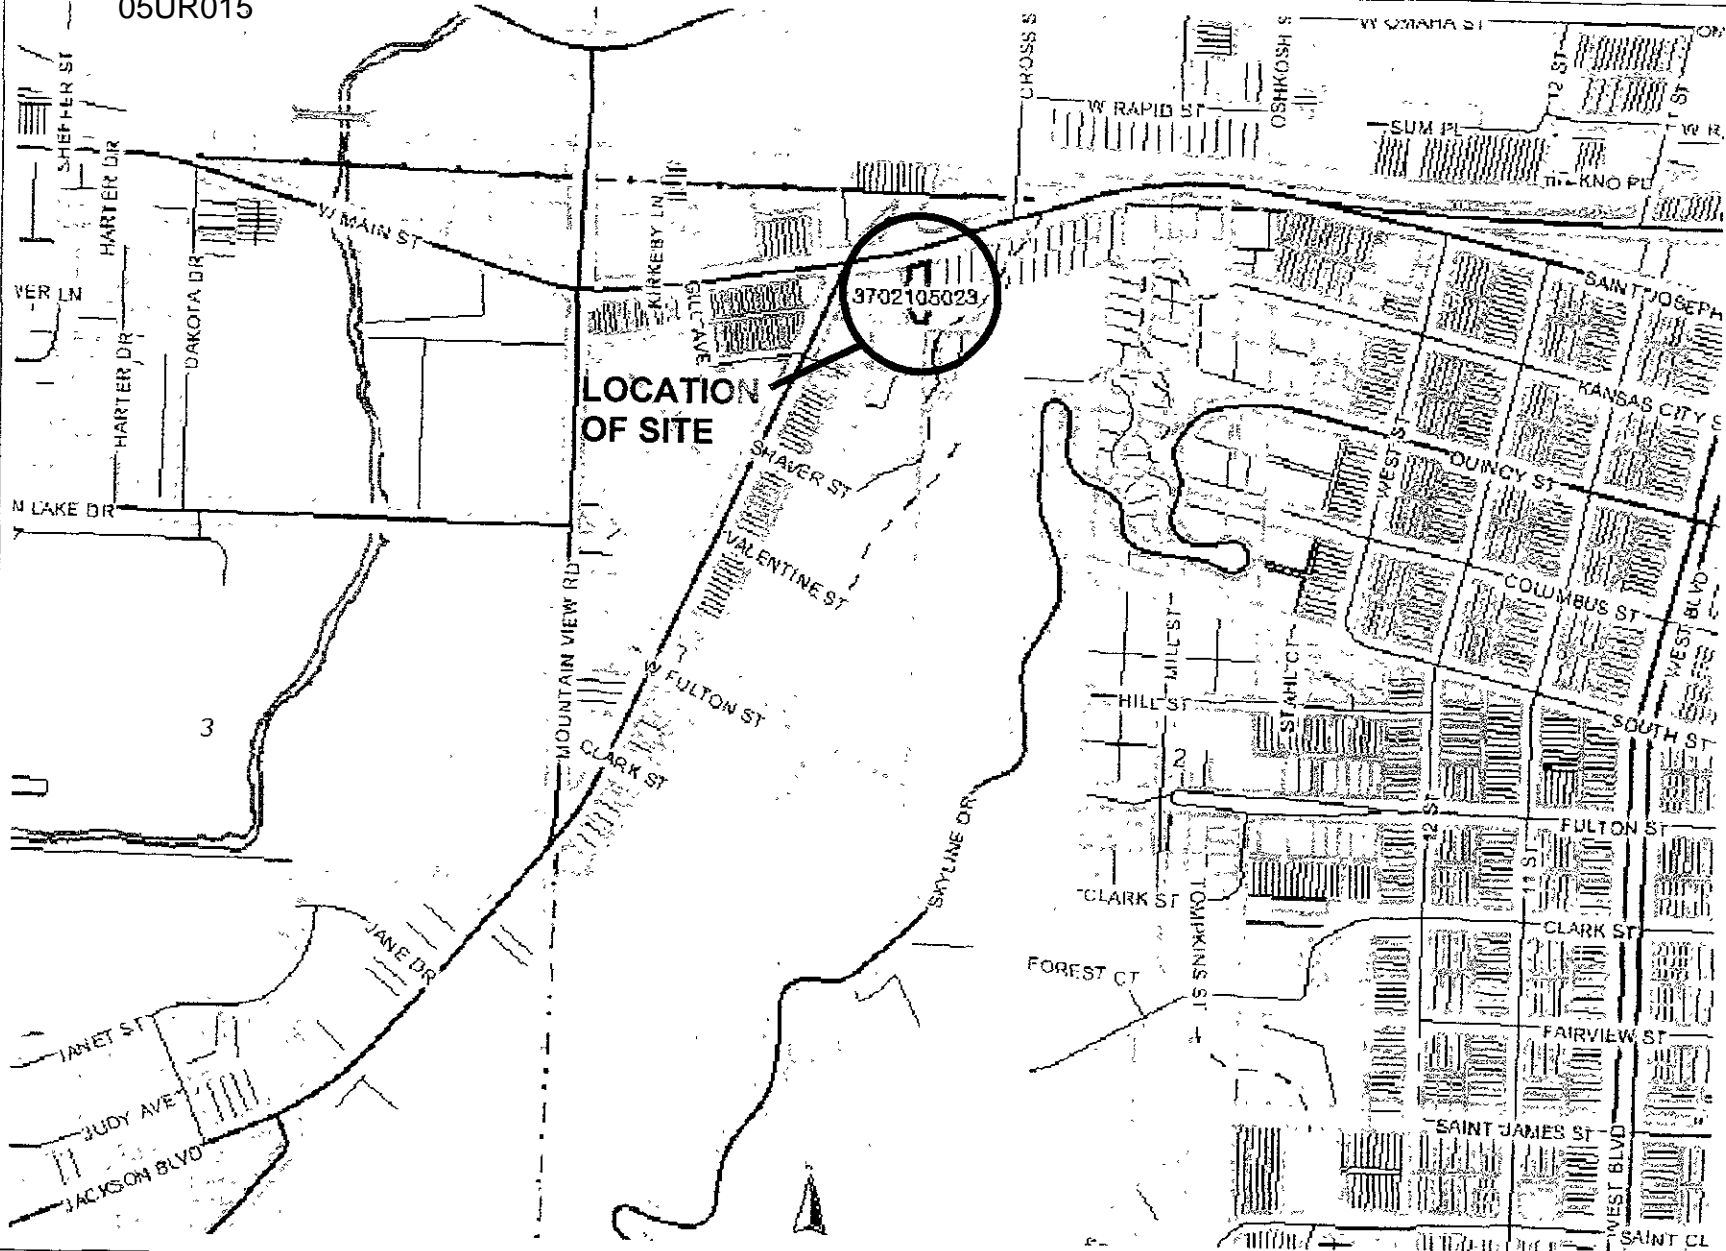 05UR015
W OMAHA ST
SHEFFER ST
CROSS S
OSHKOSH S
12 ST
ST
W RAPID ST
SUM PL
W R
HARTER DR
KNO PL
W MAIN ST
KIRKEBY LN
DAKOTA DR
VER LN
GILL AVE
3702105023
SAINT JOSEPH
HARTER DR
LOCATION
OF SITE
KANSAS CITY S
SHAVER ST
WEST ST
QUINCY ST
N LAKE DR
VALENTINE ST
COLUMBUS ST
WEST BLVD
MOUNTAIN VIEW RD
MILL ST
STAHL CT
W FULTON ST
HILL ST
SOUTH ST
3
CLARK ST
2
12 ST
FULTON ST
SKYLINE DR
11 ST
CLARK ST
TOMPKINS ST
CLARK ST
JANE DR
FOREST CT
JANET ST
FAIRVIEW ST
JUDY AVE
SAINT JAMES ST
JACKSON BLVD
WEST BLVD
SAINT CL